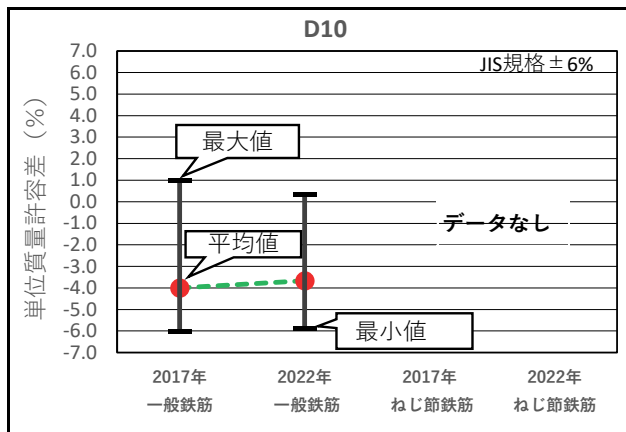 D10
JIS規格±6%
単位質量許容差（%）
7.0
6.0
5.0
4.0
3.0
2.0
1.0
0.0
-1.0
-2.0
-3.0
-4.0
-5.0
-6.0
-7.0
最大値
平均値
最小値
データなし
2017年 2022年 2017年 2022年
一般鉄筋 一般鉄筋 ねじ節鉄筋 ねじ節鉄筋